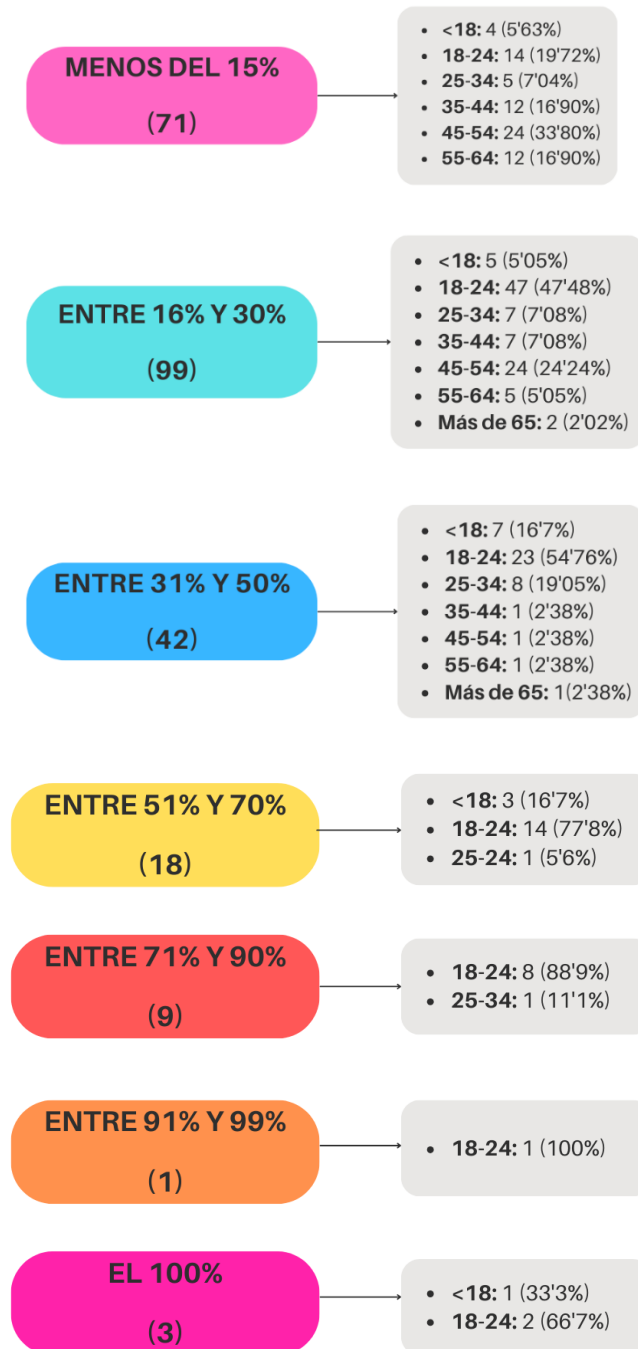 MENOS DEL 15%
(71)
<18: 4 (5'63%)
18-24: 14 (19'72%)
25-34: 5 (7'04%)
35-44: 12 (16'90%)
45-54: 24 (33'80%)
55-64: 12 (16'90%)
ENTRE 16% Y 30%
(99)
<18: 5 (5'05%)
18-24: 47 (47'48%)
25-34: 7 (7'08%)
35-44: 7 (7'08%)
45-54: 24 (24'24%)
55-64: 5 (5'05%)
Más de 65: 2 (2'02%)
ENTRE 31% Y 50%
(42)
<18: 7 (16'7%)
18-24: 23 (54'76%)
25-34: 8 (19'05%)
35-44: 1 (2'38%)
45-54: 1 (2'38%)
55-64: 1 (2'38%)
Más de 65: 1(2'38%)
ENTRE 51% Y 70%
(18)
<18: 3 (16'7%)
18-24: 14 (77'8%)
25-24: 1 (5'6%)
ENTRE 71% Y 90%
(9)
18-24: 8 (88'9%)
25-34: 1 (11'1%)
ENTRE 91% Y 99%
(1)
18-24: 1 (100%)
EL 100%
(3)
<18: 1 (33'3%)
18-24: 2 (66'7%)